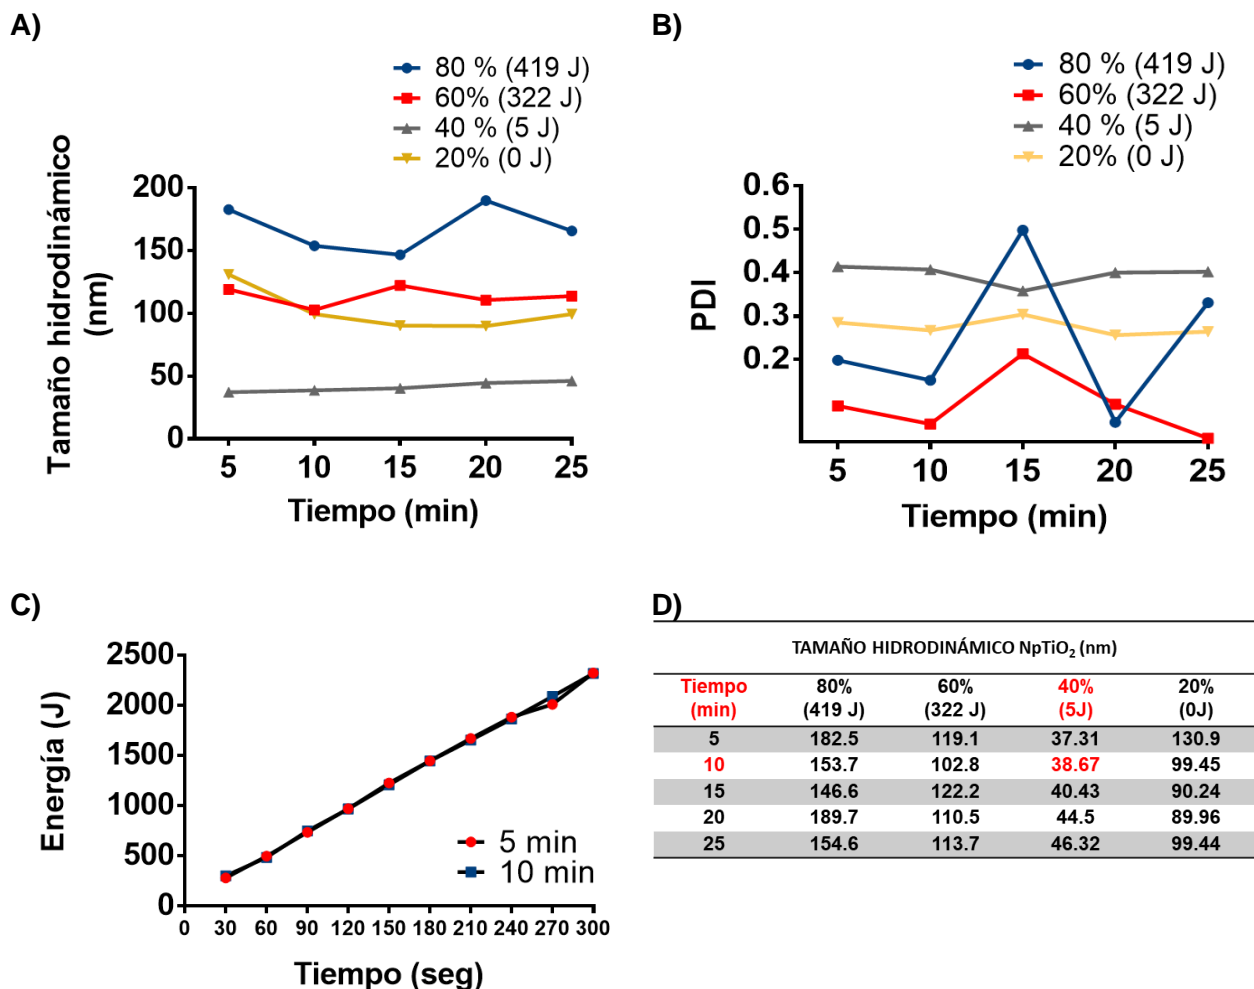 A)
80 % (419 J)
60% (322 J)
40 % (5 J)
20% (0 J)
Tamaño hidrodinámico
(nm)
200
150
100
50
0
5 10 15 20 25
Tiempo (min)
B)
80 % (419 J)
60% (322 J)
40 % (5 J)
20% (0 J)
PDI
0.6
0.5
0.4
0.3
0.2
5 10 15 20 25
Tiempo (min)
C)
Energía (J)
2500
2000
1500
1000
500
0
5 min
10 min
0 30 60 90 120 150 180 210 240 270 300
Tiempo (seg)
D)
TAMAÑO HIDRODINÁMICO NpTiO₂ (nm)
Tiempo (min) 80% (419 J) 60% (322 J) 40% (5J) 20% (0J)
5 182.5 119.1 37.31 130.9
10 153.7 102.8 38.67 99.45
15 146.6 122.2 40.43 90.24
20 189.7 110.5 44.5 89.96
25 154.6 113.7 46.32 99.44